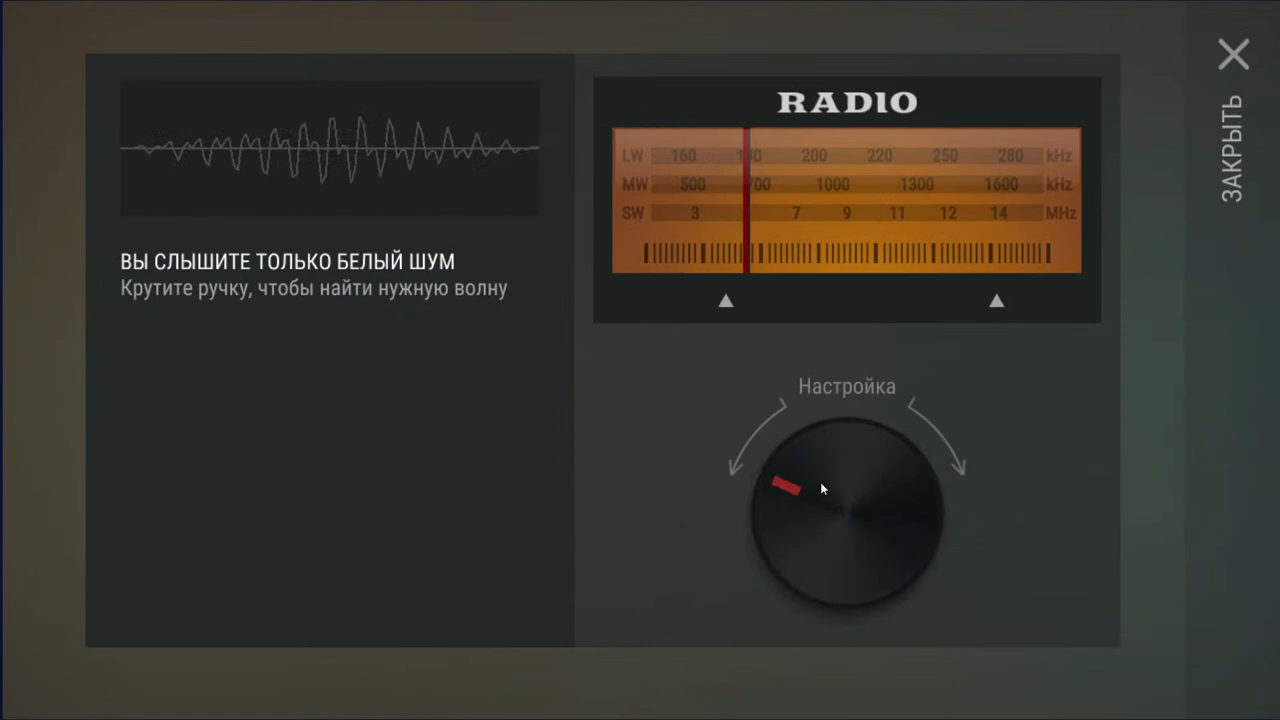 ЗАКРЫТЬ
RADIO
LW 160 200 220 250 280 kHz
MW 500 1000 1300 1600 kHz
SW 3 7 9 11 12 14 MHz
ВЫ СЛЫШИТЕ ТОЛЬКО БЕЛЫЙ ШУМ
Крутите ручку, чтобы найти нужную волну
Настройка